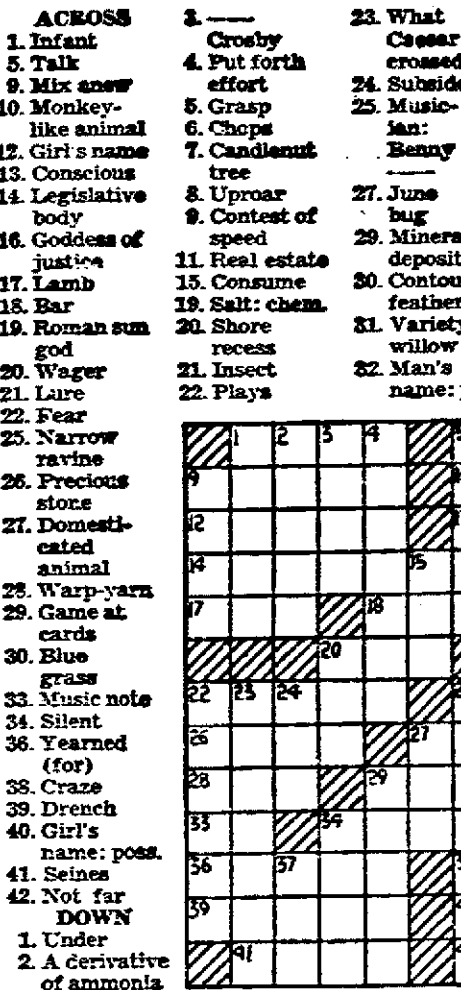 ACROSS
1. Infant
5. Talk
9. Mix anew
10. Monkey-
like animal
12. Girl's name
13. Conscious
14. Legislative
body
16. Goddess of
justice
17. Lamb
18. Bar
19. Roman sun
god
20. Wager
21. Lure
22. Fear
25. Narrow
ravine
26. Precious
stone
27. Domesti-
cated
animal
28. Warp-yarn
29. Game at
cards
30. Blue
grass
33. Music note
34. Silent
36. Yearned
(for)
38. Craze
39. Drench
40. Girl's
name: poss.
41. Seines
42. Not far
DOWN
1. Under
2. A derivative
of ammonia
3. ——
Crosby
4. Put forth
effort
5. Grasp
6. Chops
7. Candlenut
tree
8. Uproar
9. Contest of
speed
11. Real estate
15. Consume
19. Salt: chem.
20. Shore
recess
21. Insect
22. Plays
23. What
Caesar
crossed
24. Subside
25. Music-
ian:
Benny
——
27. June
bug
29. Minera
deposit
30. Contou
feather
31. Variety
willow
32. Man's
name:
1 2 3 4
9
12
14 15
17 18
20
22 23 24
26 27
28 29
33 34
36 37
39
41